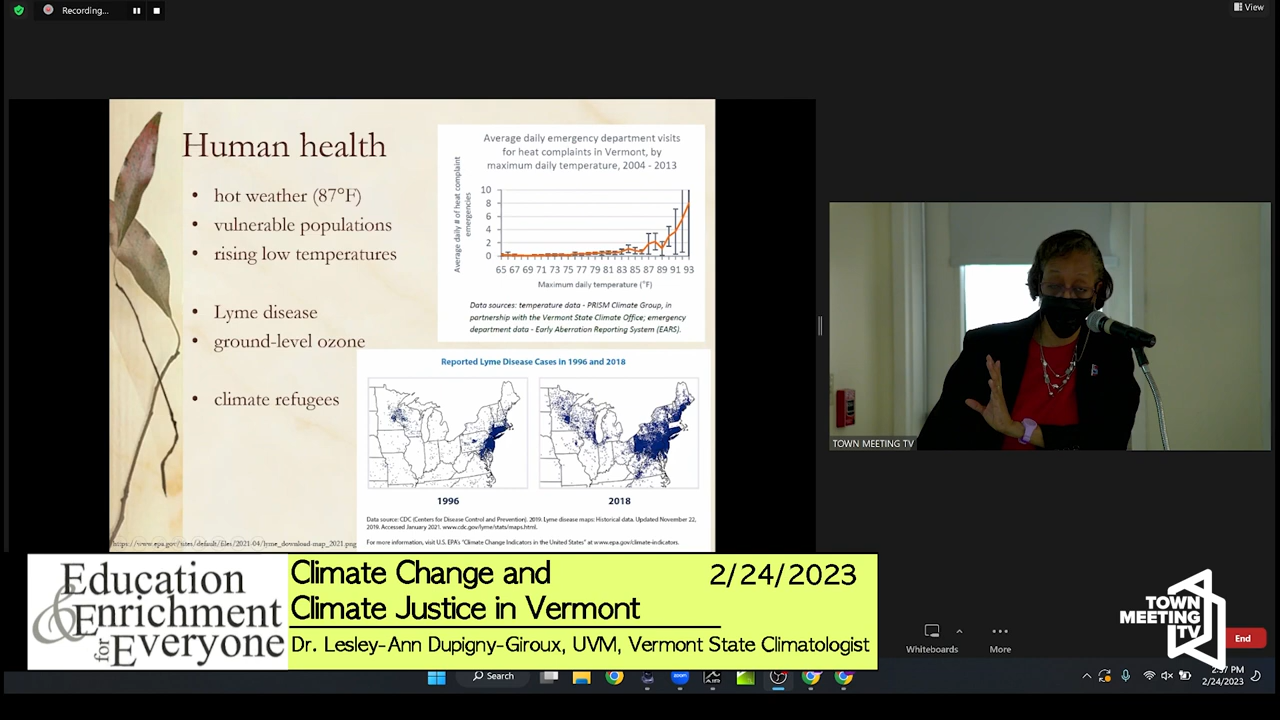 Recording...
View
Human health
• hot weather (87°F)
• vulnerable populations
• rising low temperatures
• Lyme disease
• ground-level ozone
• climate refugees
Average daily emergency department visits
for heat complaints in Vermont, by
maximum daily temperature, 2004 - 2013
Average daily # of heat complaint
emergencies
10
8
6
4
2
0
65 67 69 71 73 75 77 79 81 83 85 87 89 91 93
Maximum daily temperature (°F)
Data sources: temperature data - PRISM Climate Group, in
partnership with the Vermont State Climate Office; emergency
department data - Early Aberration Reporting System (EARS).
Reported Lyme Disease Cases in 1996 and 2018
1996
2018
Data source: CDC (Centers for Disease Control and Prevention). 2019. Lyme disease maps: Historical data. Updated November 22,
2019. Accessed January 2021. www.cdc.gov/lyme/stats/maps.html.
For more information, visit U.S. EPA's "Climate Change Indicators in the United States" at www.epa.gov/climate-indicators.
https://www.epa.gov/sites/default/files/2021-04/lyme_download-map_2021.png
TOWN MEETING TV
Education
& Enrichment
for Everyone
Climate Change and
Climate Justice in Vermont
2/24/2023
Dr. Lesley-Ann Dupigny-Giroux, UVM, Vermont State Climatologist
Whiteboards
More
TOWN
MEETING
TV
End
Search
PM
2/24/2023